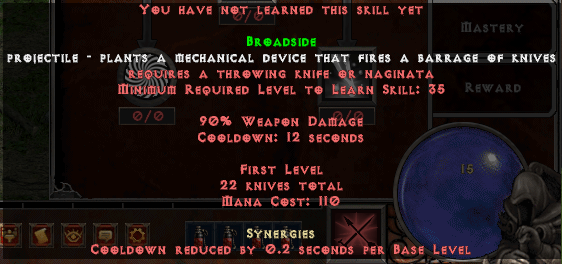 You have not learned this skill yet
0/0
Broadside
Mastery
projectile - plants a mechanical device that fires a barrage of knives
requires a throwing knife or naginata
Minimum Required Level to Learn Skill: 35
Reward
0/0
0/0
90% Weapon Damage
Cooldown: 12 seconds
First Level
15
22 knives total
Mana Cost: 110
Synergies
Cooldown reduced by 0.2 seconds per Base Level